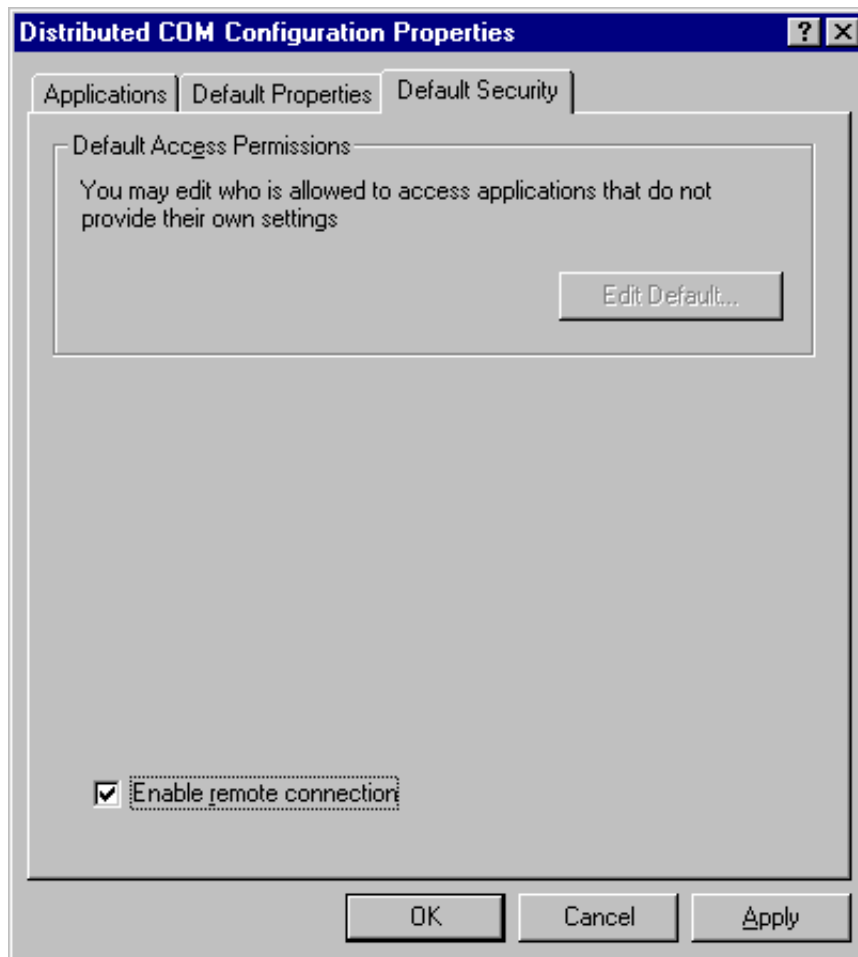 Distributed COM Configuration Properties
Applications
Default Properties
Default Security
Default Access Permissions
You may edit who is allowed to access applications that do not
provide their own settings
Edit Default...
Enable remote connection
OK
Cancel
Apply